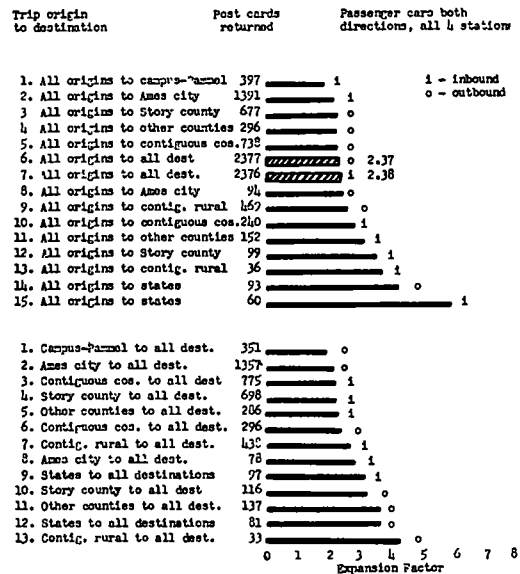 Trip origin Post cards Passenger cars both
to destination returned directions, all 4 stations
1. All origins to campus-Pammel 397 i i - inbound
2. All origins to Ames city 1391 i o - outbound
3 All origins to Story county 677 o
4 All origins to other counties 296 o
5. All origins to contiguous cos. 738 o
6. All origins to all dest 2377 o 2.37
7. All origins to all dest. 2376 i 2.38
8. All origins to Ames city 94 o
9. All origins to contig. rural 469 o
10. All origins to contiguous cos. 240 i
11. All origins to other counties 152 i
12. All origins to Story county 99 i
13. All origins to contig. rural 36 i
14. All origins to states 93 o
15. All origins to states 60 i
1. Campus-Pammel to all dest. 351 o
2. Ames city to all dest. 1357 o
3. Contiguous cos. to all dest 775 i
4. Story county to all dest. 698 i
5. Other counties to all dest. 286 i
6. Contiguous cos. to all dest. 296 o
7. Contig. rural to all dest. 438 i
8. Ames city to all dest. 78 i
9. States to all destinations 97 i
10. Story county to all dest 116 o
11. Other counties to all dest. 137 o
12. States to all destinations 81 o
13. Contig. rural to all dest. 33 o
0 1 2 3 4 5 6 7 8
Expansion Factor